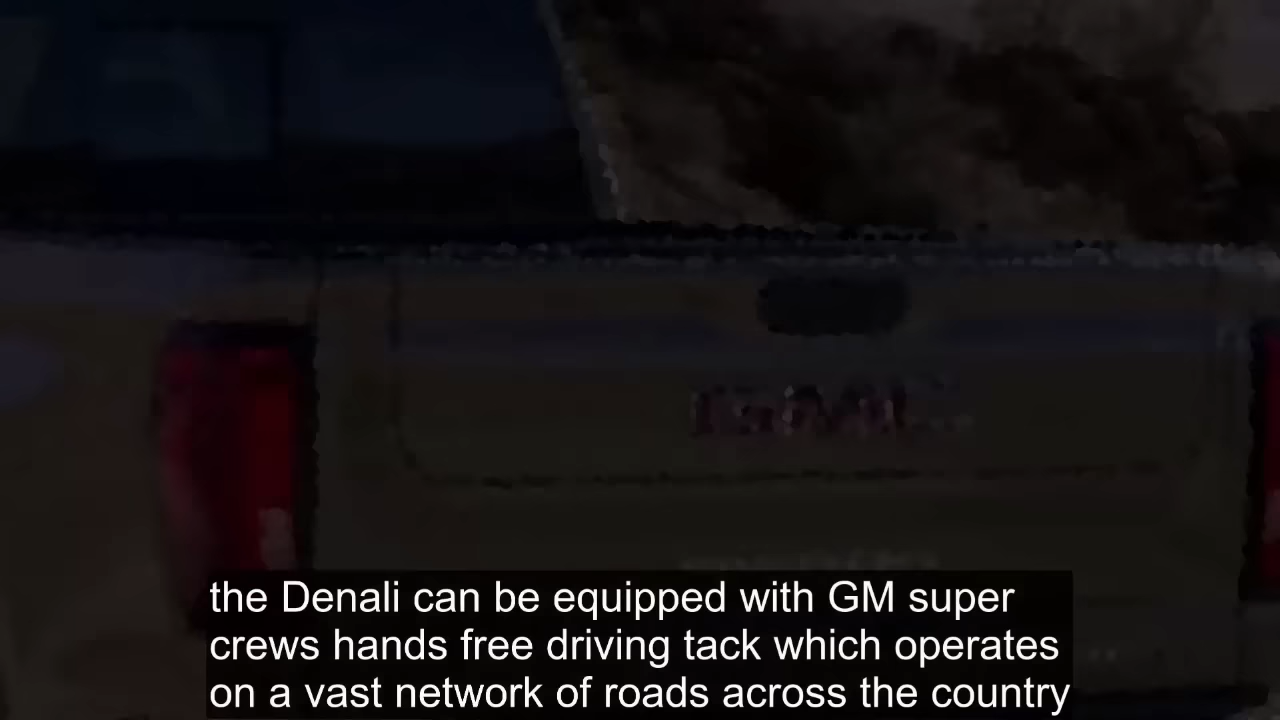 the Denali can be equipped with GM super
crews hands free driving tack which operates
on a vast network of roads across the country